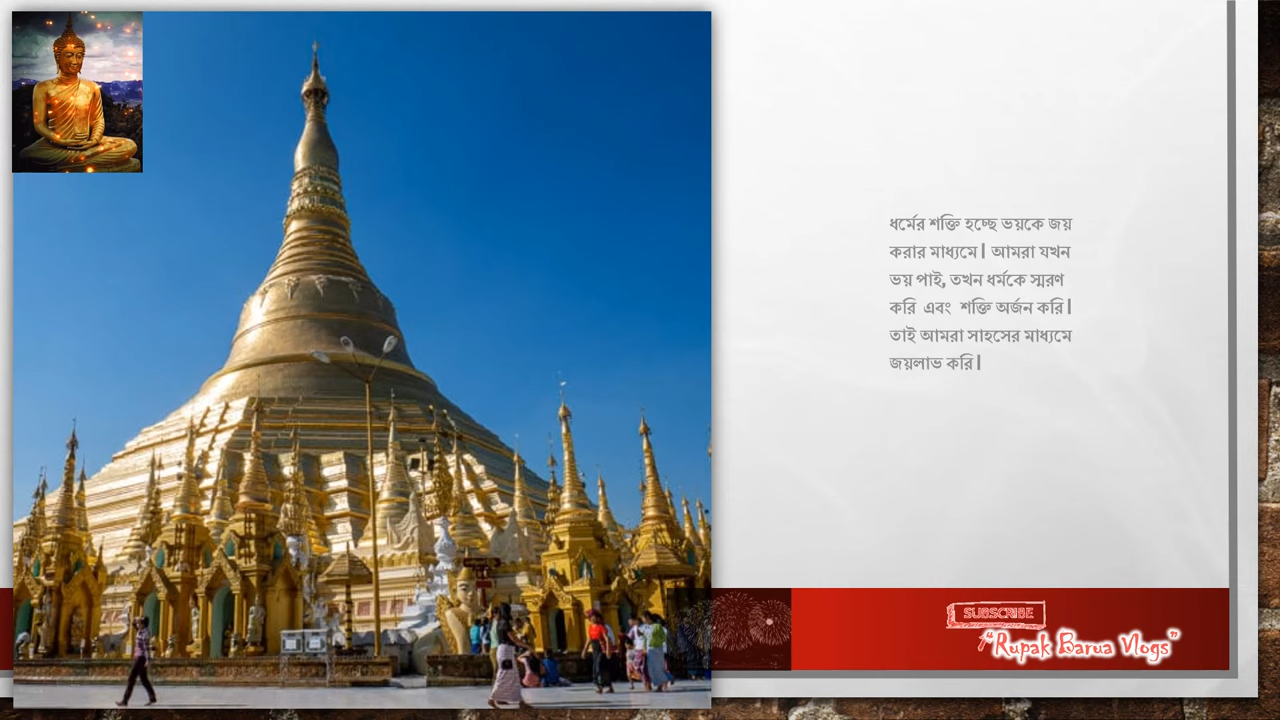 ধর্মের শক্তি হচ্ছে ভয়কে জয়
করার মাধ্যমে | আমরা যখন
ভয় পাই, তখন ধর্মকে স্মরণ
করি এবং শক্তি অর্জন করি |
তাই আমরা সাহসের মাধ্যমে
জয়লাভ করি |
SUBSCRIBE
"Rupak Barua Vlogs"